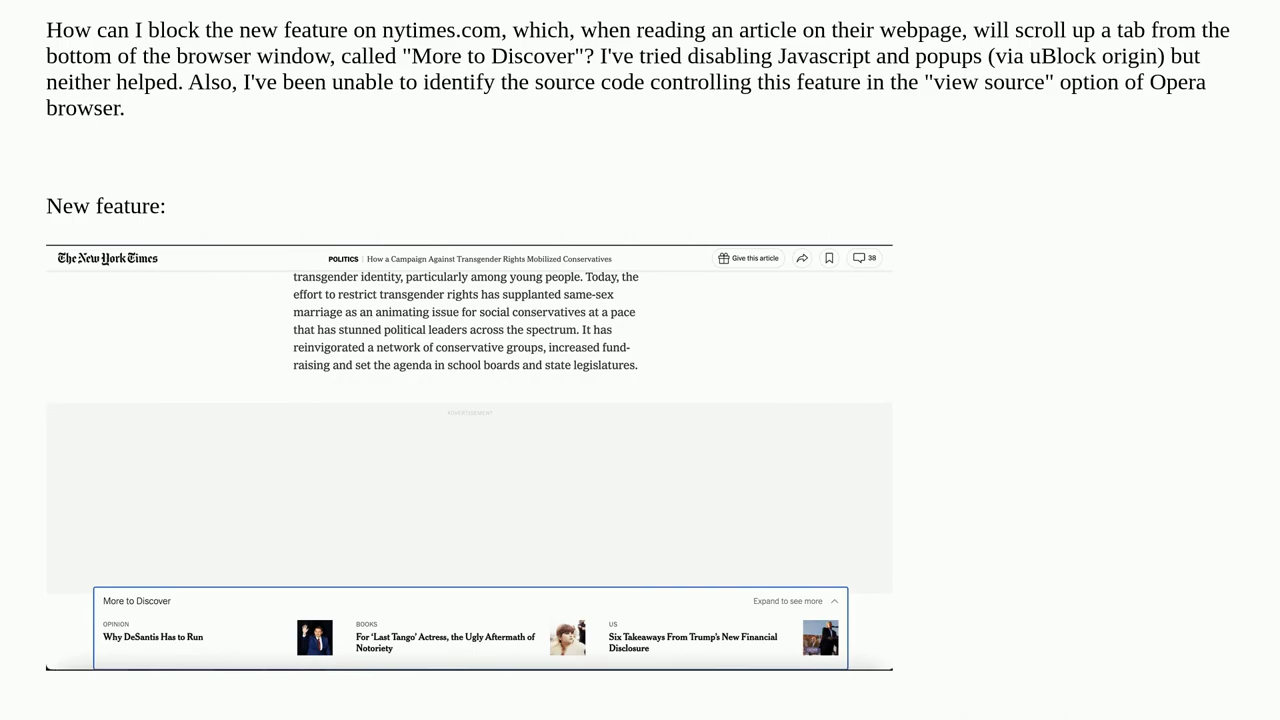 How can I block the new feature on nytimes.com, which, when reading an article on their webpage, will scroll up a tab from the
bottom of the browser window, called "More to Discover"? I've tried disabling Javascript and popups (via uBlock origin) but
neither helped. Also, I've been unable to identify the source code controlling this feature in the "view source" option of Opera
browser.
New feature:
The New York Times
POLITICS | How a Campaign Against Transgender Rights Mobilized Conservatives
Give this article
38
transgender identity, particularly among young people. Today, the
effort to restrict transgender rights has supplanted same-sex
marriage as an animating issue for social conservatives at a pace
that has stunned political leaders across the spectrum. It has
reinvigorated a network of conservative groups, increased fund-
raising and set the agenda in school boards and state legislatures.
ADVERTISEMENT
More to Discover
Expand to see more
OPINION
Why DeSantis Has to Run
BOOKS
For ‘Last Tango’ Actress, the Ugly Aftermath of
Notoriety
US
Six Takeaways From Trump’s New Financial
Disclosure